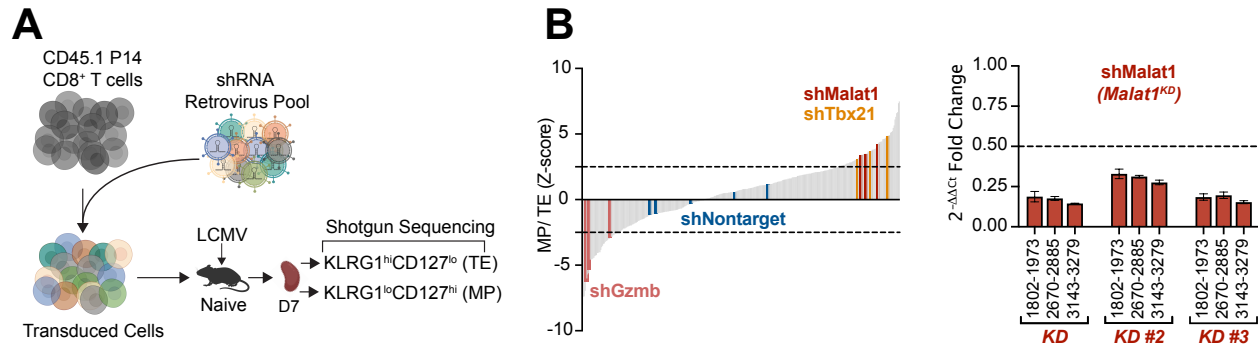 A
CD45.1 P14
CD8+ T cells
shRNA
Retrovirus Pool
Transduced Cells
LCMV
Naive
D7
Shotgun Sequencing
KLRG1hiCD127lo (TE)
KLRG1loCD127hi (MP)
B
MP/ TE (Z-score)
10
5
0
-5
-10
shMalat1
shTbx21
shNontarget
shGzmb
2-ΔΔCt Fold Change
1.00
0.75
0.50
0.25
0.00
shMalat1
(Malat1KD)
1802-1973
2670-2885
3143-3279
1802-1973
2670-2885
3143-3279
1802-1973
2670-2885
3143-3279
KD
KD #2
KD #3